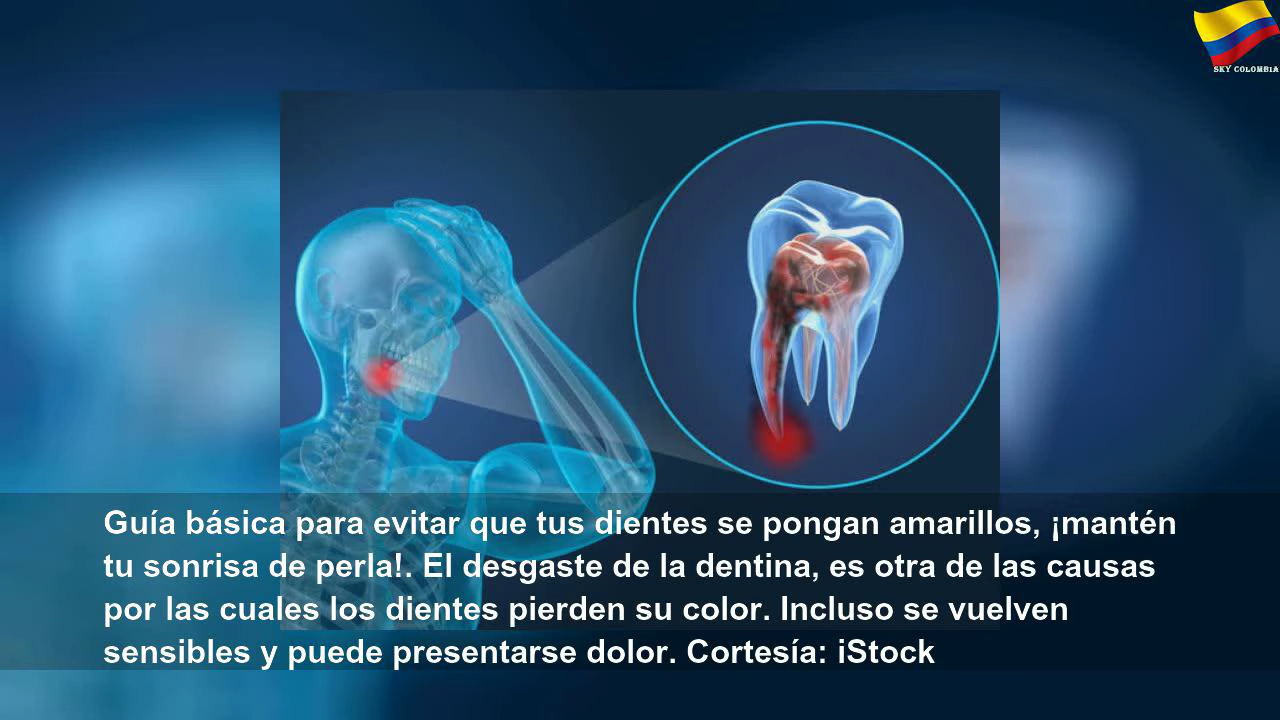 SKY COLOMBIA
Guía básica para evitar que tus dientes se pongan amarillos, ¡mantén
tu sonrisa de perla!. El desgaste de la dentina, es otra de las causas
por las cuales los dientes pierden su color. Incluso se vuelven
sensibles y puede presentarse dolor. Cortesía: iStock